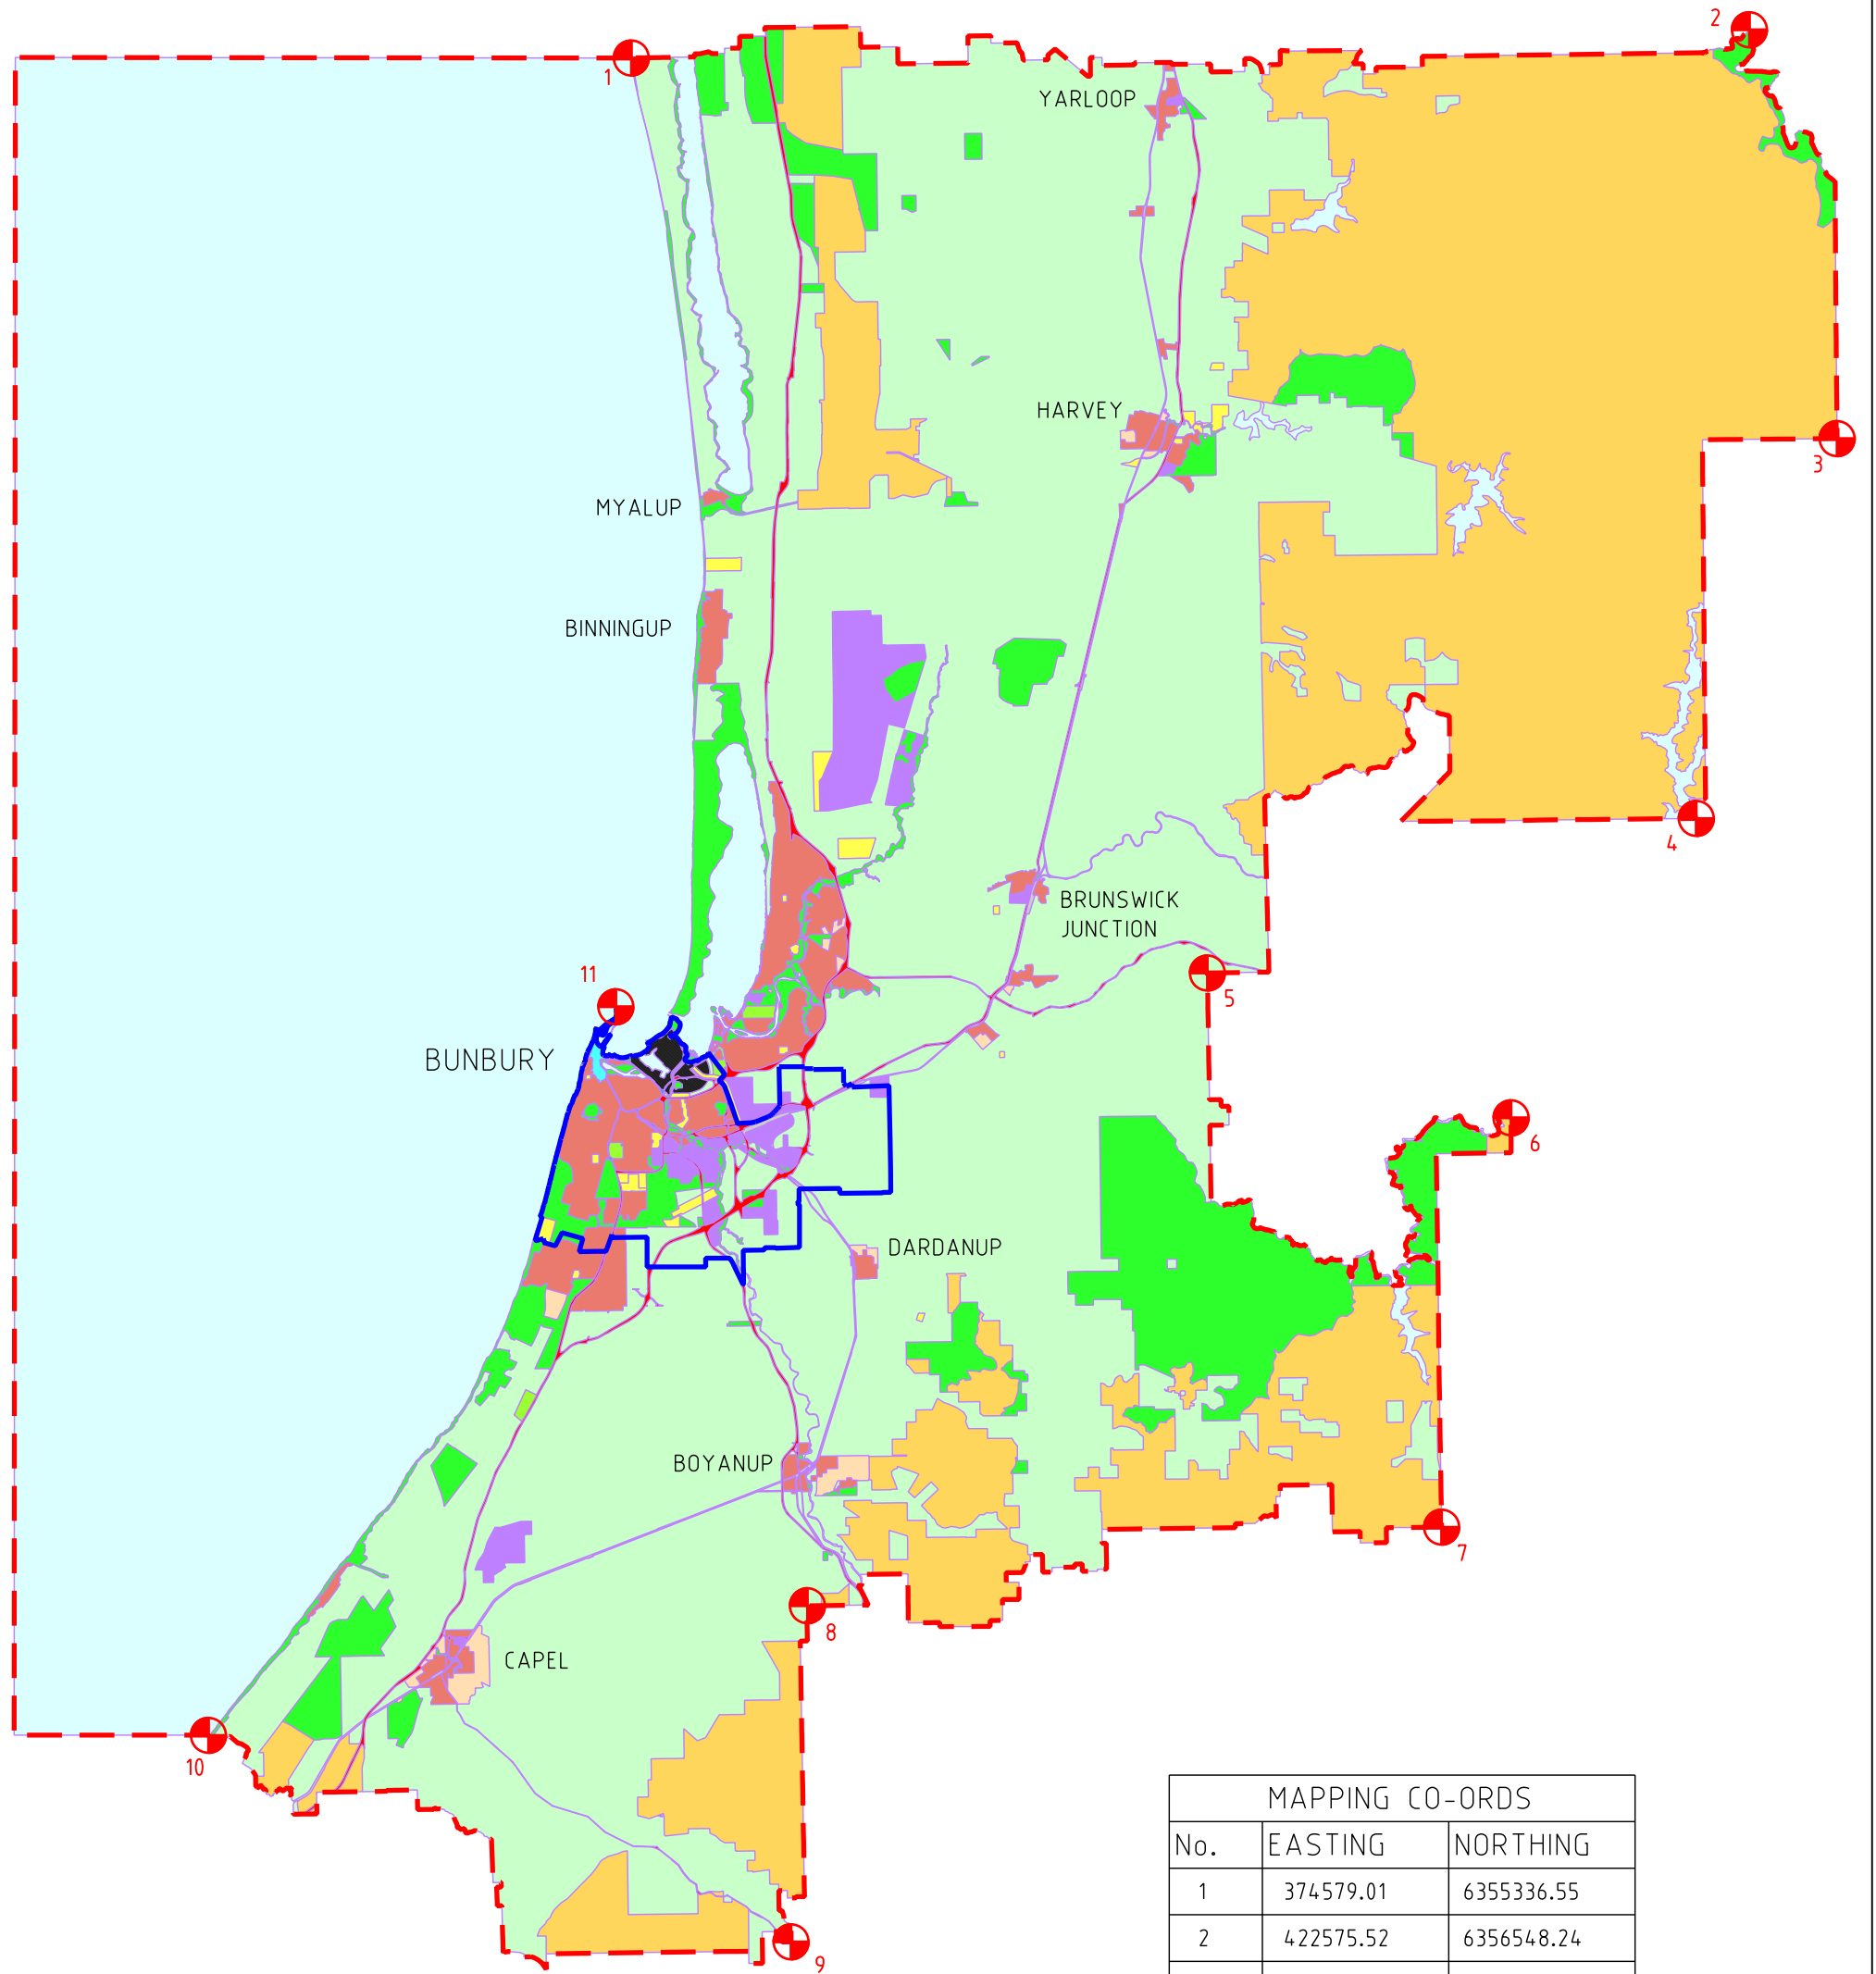 2
1
YARLOOP
HARVEY
3
MYALUP
BINNINGUP
4
BRUNSWICK
JUNCTION
11
5
BUNBURY
6
DARDANUP
BOYANUP
7
8
CAPEL
10
9
MAPPING CO-ORDS
No. EASTING NORTHING
1 374579.01 6355336.55
2 422575.52 6356548.24